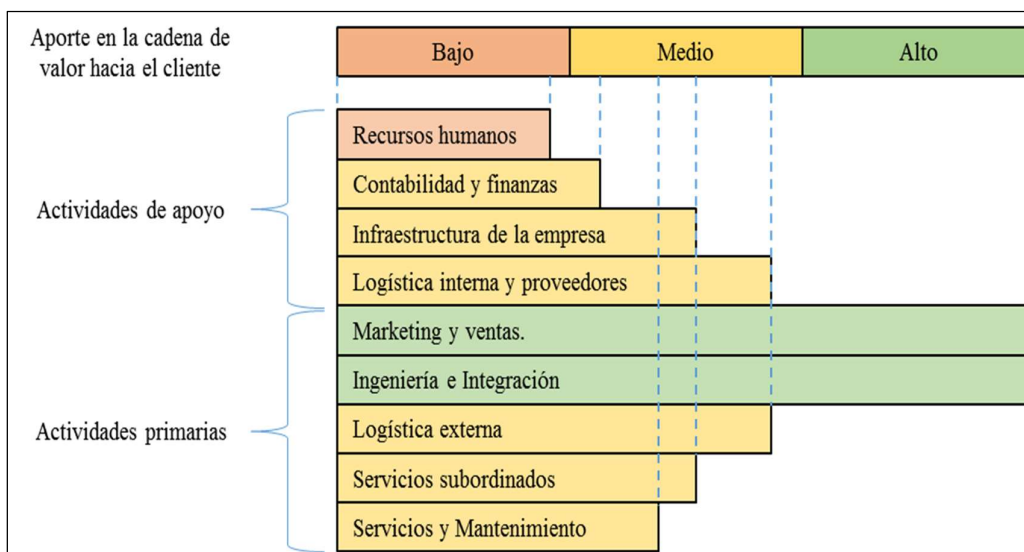 Aporte en la cadena de
valor hacia el cliente
Bajo
Medio
Alto
Actividades de apoyo
Recursos humanos
Contabilidad y finanzas
Infraestructura de la empresa
Logística interna y proveedores
Actividades primarias
Marketing y ventas.
Ingeniería e Integración
Logística externa
Servicios subordinados
Servicios y Mantenimiento